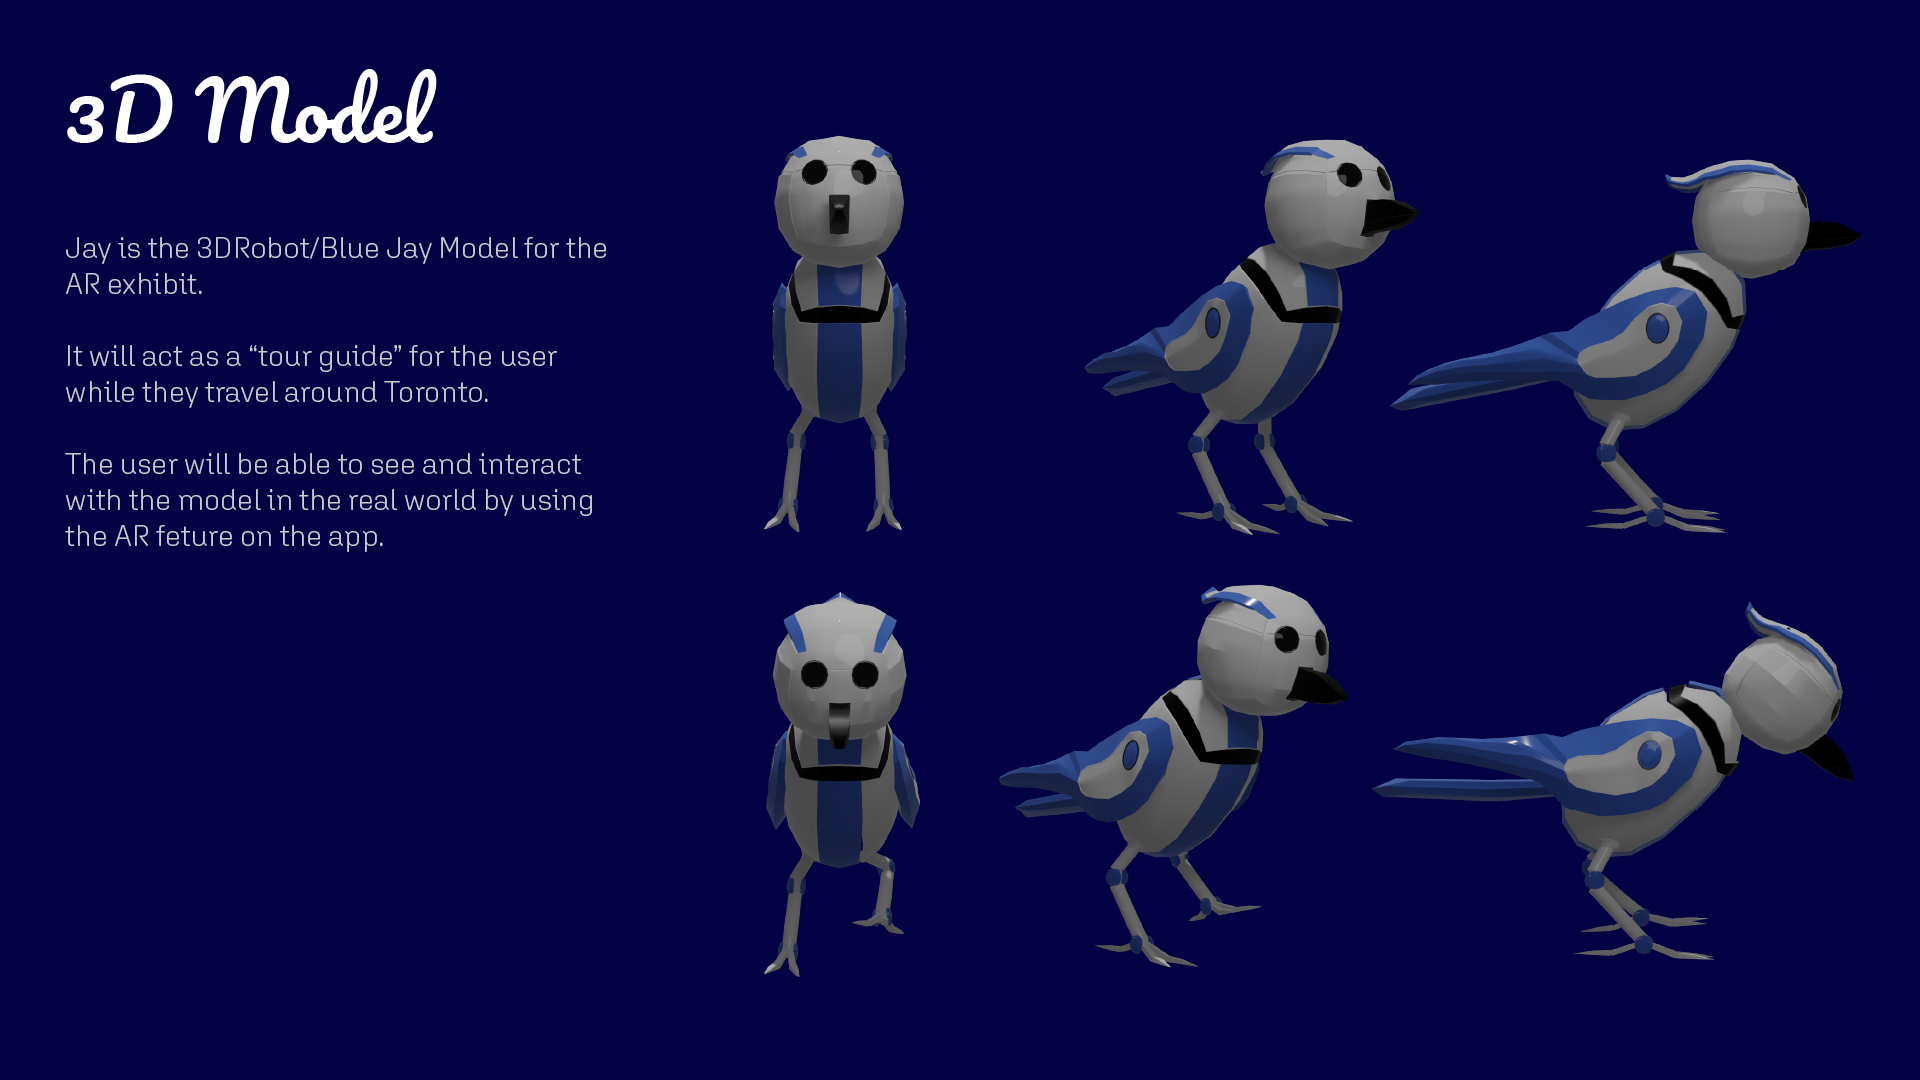 3D Model
Jay is the 3DRobot/Blue Jay Model for the
AR exhibit.
It will act as a “tour guide” for the user
while they travel around Toronto.
The user will be able to see and interact
with the model in the real world by using
the AR feture on the app.